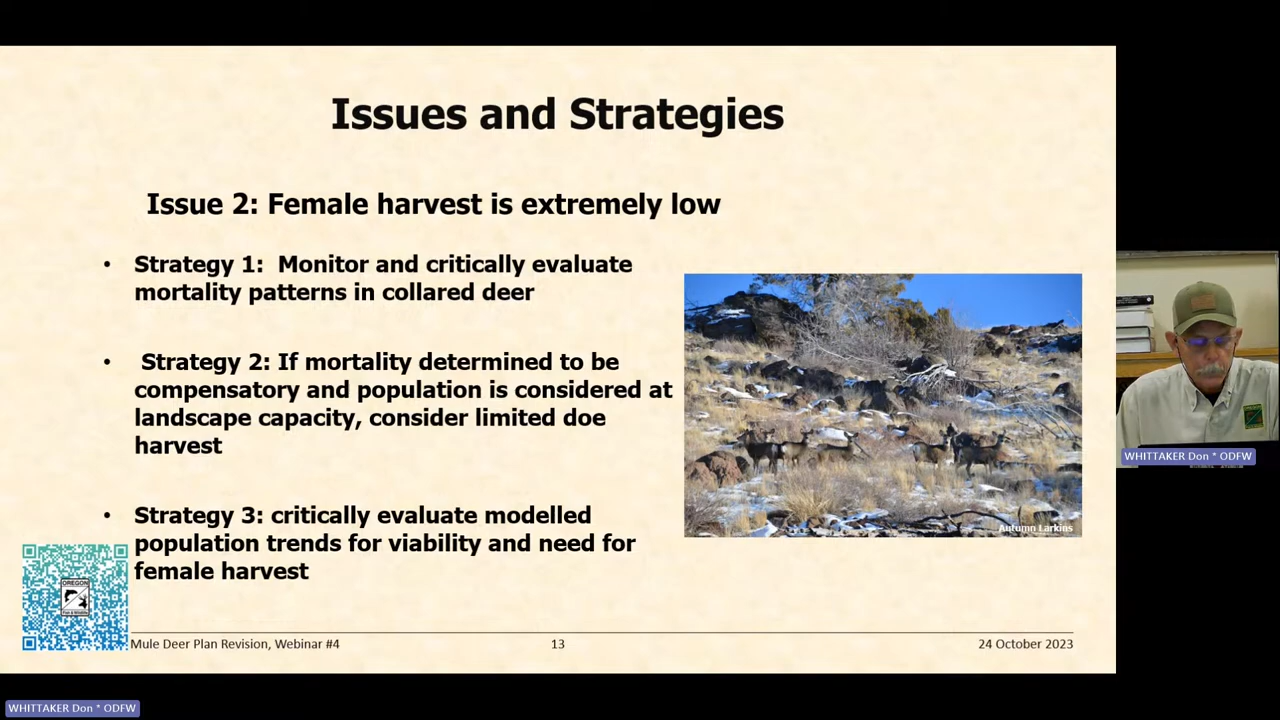 Issues and Strategies
Issue 2: Female harvest is extremely low
• Strategy 1:  Monitor and critically evaluate
mortality patterns in collared deer
• Strategy 2: If mortality determined to be
compensatory and population is considered at
landscape capacity, consider limited doe
harvest
• Strategy 3: critically evaluate modelled
population trends for viability and need for
female harvest
Autumn Larkins
OREGON
Fish & Wildlife
Mule Deer Plan Revision, Webinar #4
13
24 October 2023
WHITTAKER Don * ODFW
WHITTAKER Don * ODFW